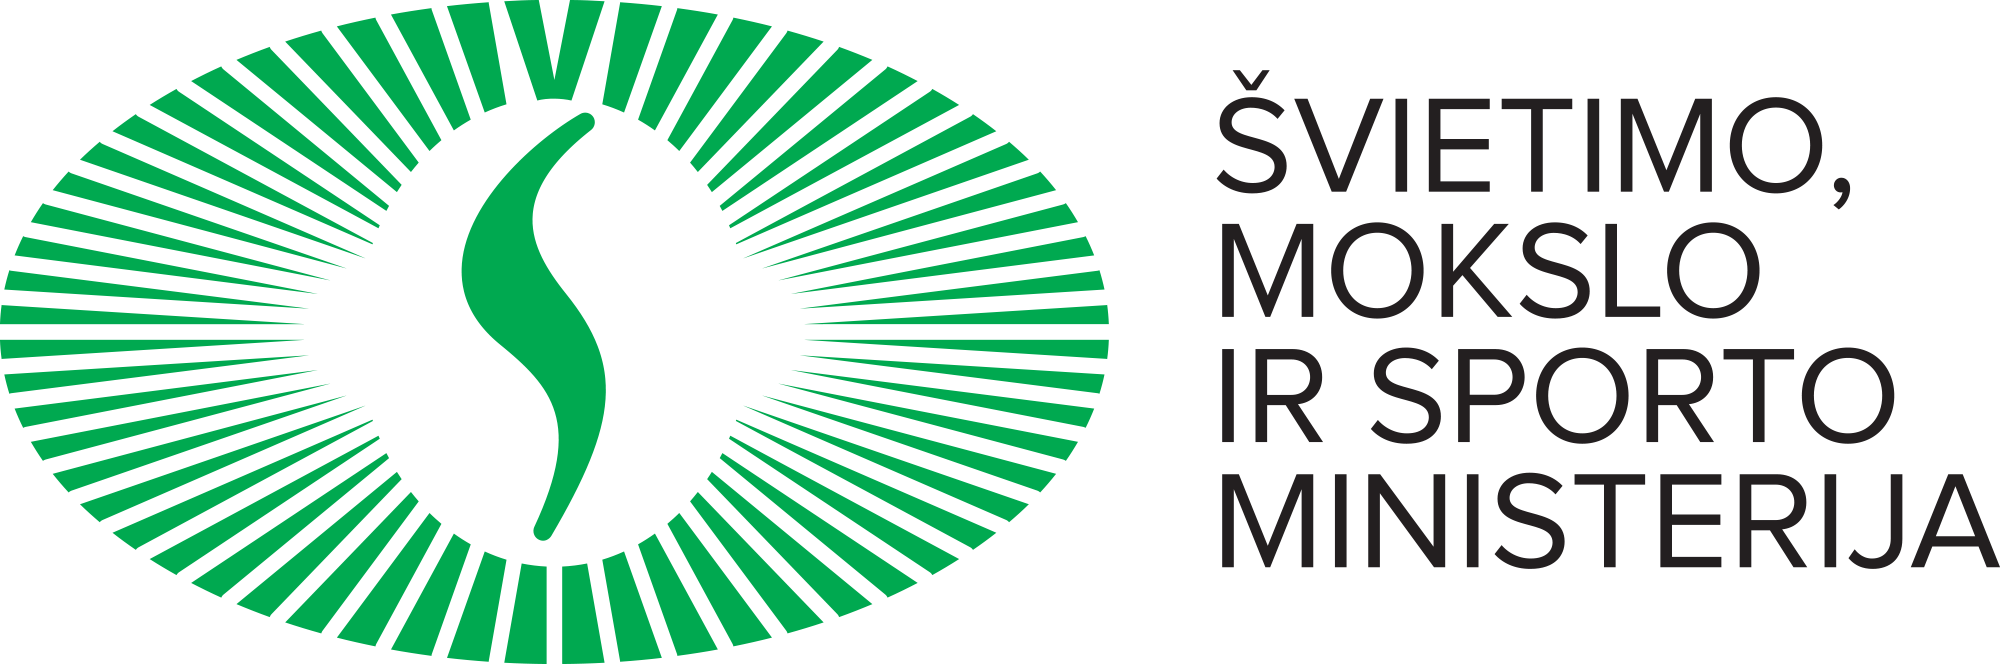 ŠVIETIMO,
MOKSLO
IR SPORTO
MINISTERIJA